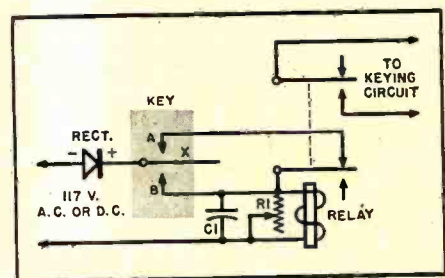 TO
KEYING
CIRCUIT
KEY
RECT.
A
X
- +
B
117 V.
A.C. OR D.C.
C1
R1
RELAY